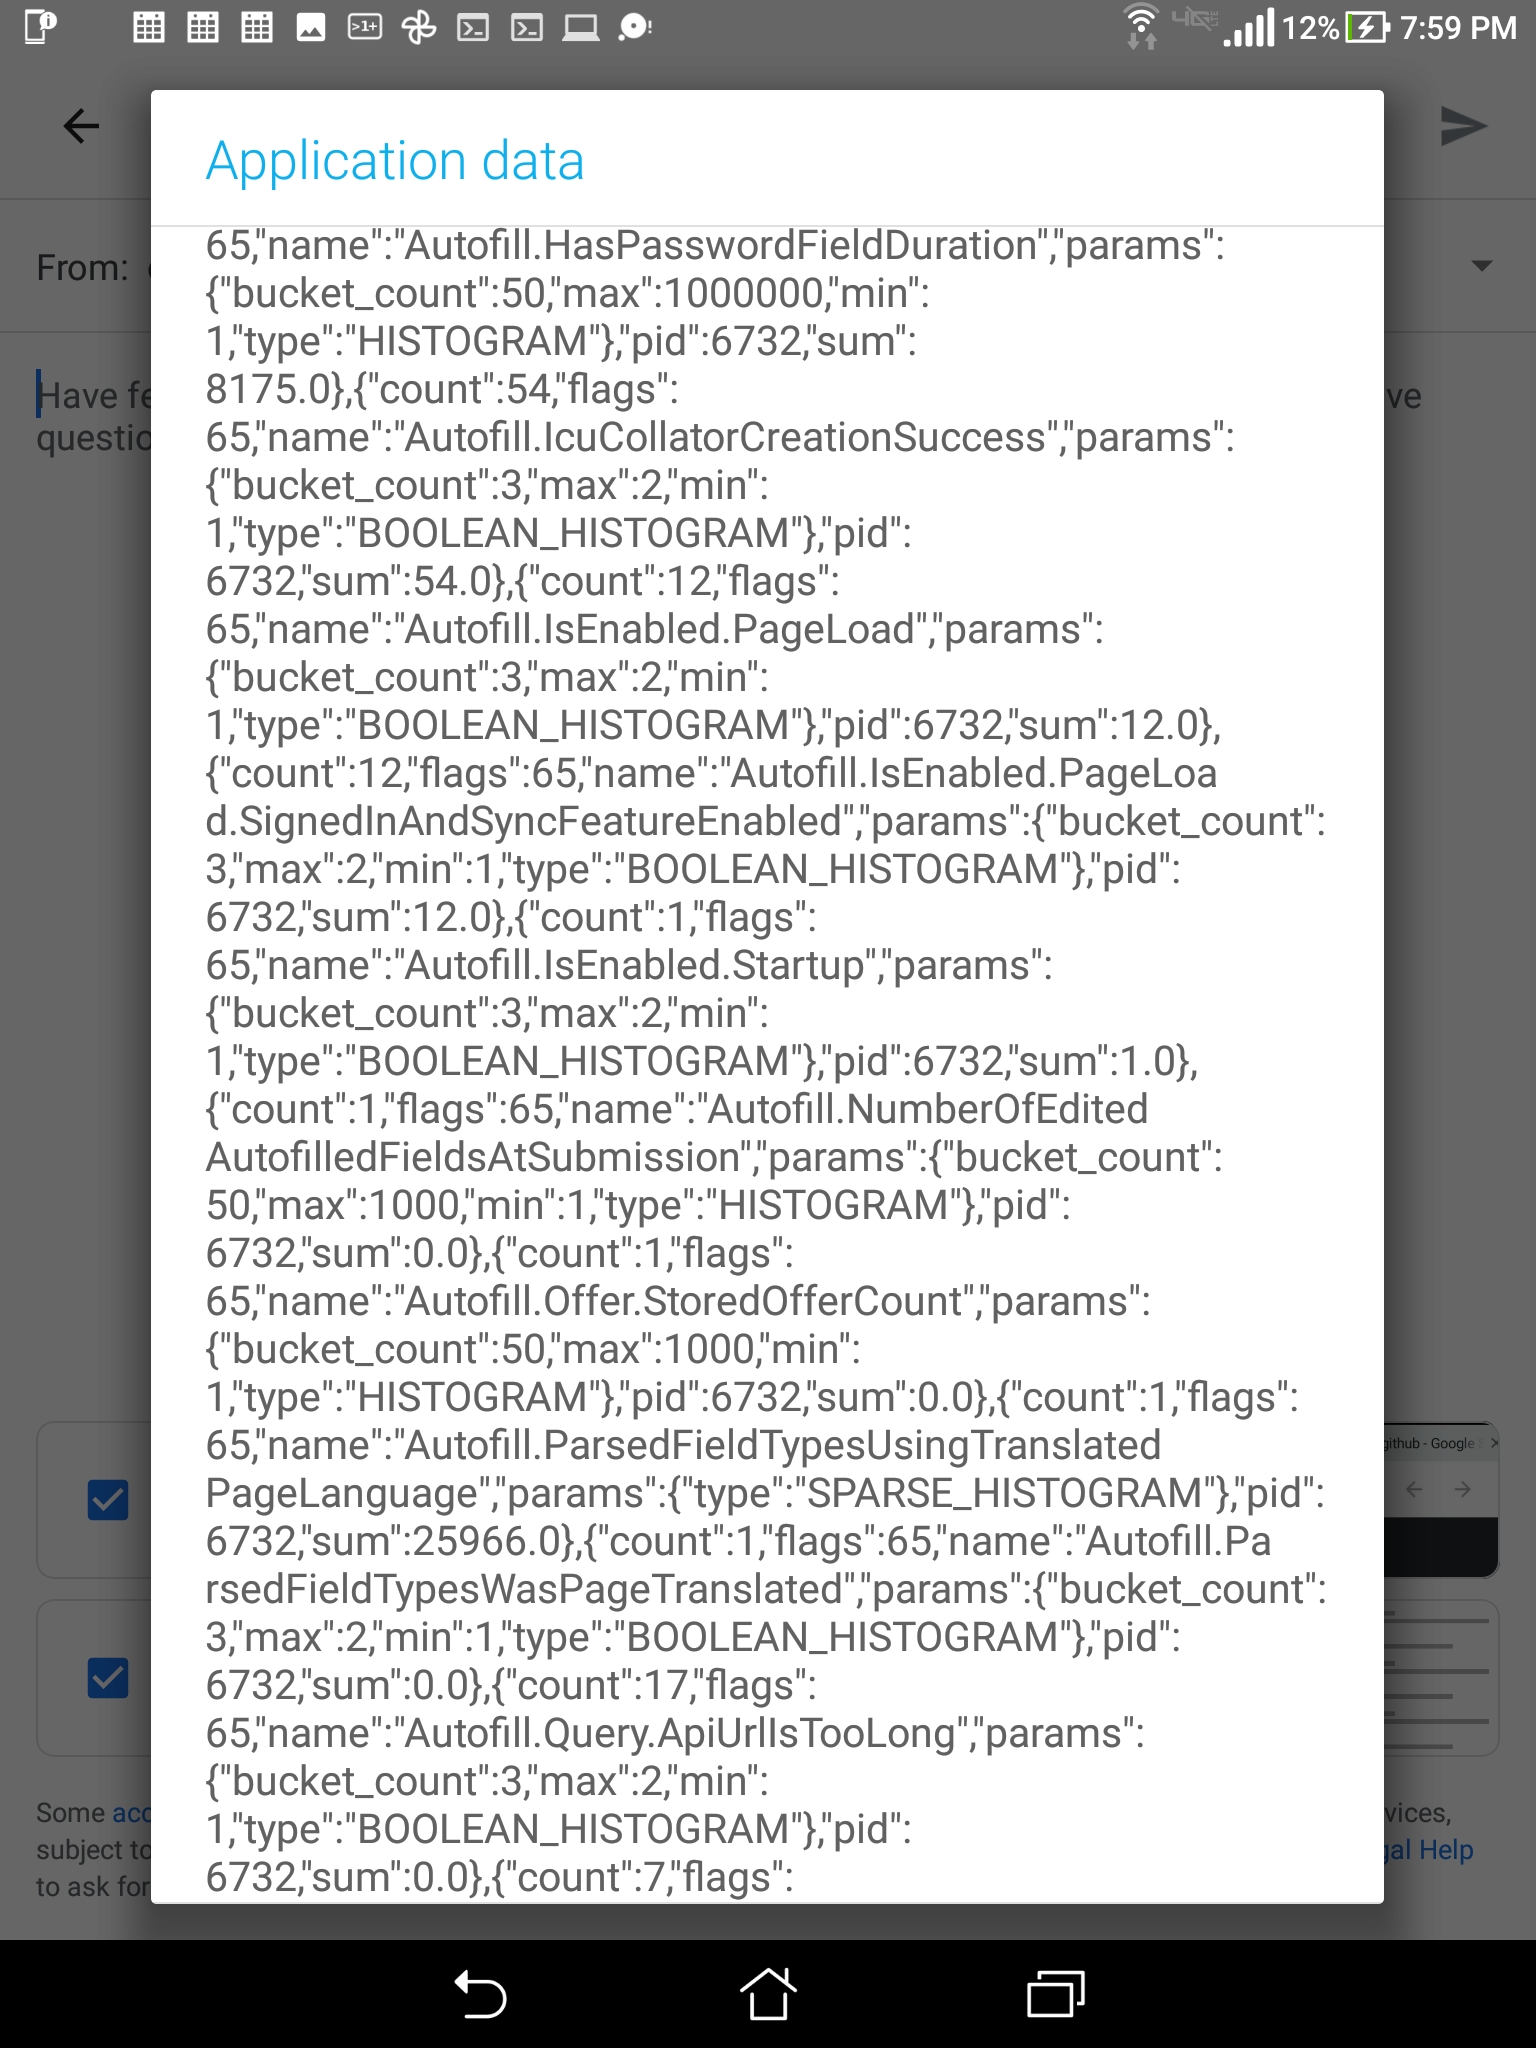 12% 7:59 PM
Application data
From:
Have fe
ve
questio
65,"name":"Autofill.HasPasswordFieldDuration","params":
{"bucket_count":50,"max":1000000,"min":
1,"type":"HISTOGRAM"},"pid":6732,"sum":
8175.0},{"count":54,"flags":
65,"name":"Autofill.IcuCollatorCreationSuccess","params":
{"bucket_count":3,"max":2,"min":
1,"type":"BOOLEAN_HISTOGRAM"},"pid":
6732,"sum":54.0},{"count":12,"flags":
65,"name":"Autofill.IsEnabled.PageLoad","params":
{"bucket_count":3,"max":2,"min":
1,"type":"BOOLEAN_HISTOGRAM"},"pid":6732,"sum":12.0},
{"count":12,"flags":65,"name":"Autofill.IsEnabled.PageLoa
d.SignedInAndSyncFeatureEnabled","params":{"bucket_count":
3,"max":2,"min":1,"type":"BOOLEAN_HISTOGRAM"},"pid":
6732,"sum":12.0},{"count":1,"flags":
65,"name":"Autofill.IsEnabled.Startup","params":
{"bucket_count":3,"max":2,"min":
1,"type":"BOOLEAN_HISTOGRAM"},"pid":6732,"sum":1.0},
{"count":1,"flags":65,"name":"Autofill.NumberOfEdited
AutofilledFieldsAtSubmission","params":{"bucket_count":
50,"max":1000,"min":1,"type":"HISTOGRAM"},"pid":
6732,"sum":0.0},{"count":1,"flags":
65,"name":"Autofill.Offer.StoredOfferCount","params":
{"bucket_count":50,"max":1000,"min":
1,"type":"HISTOGRAM"},"pid":6732,"sum":0.0},{"count":1,"flags":
65,"name":"Autofill.ParsedFieldTypesUsingTranslated
PageLanguage","params":{"type":"SPARSE_HISTOGRAM"},"pid":
6732,"sum":25966.0},{"count":1,"flags":65,"name":"Autofill.Pa
rsedFieldTypesWasPageTranslated","params":{"bucket_count":
3,"max":2,"min":1,"type":"BOOLEAN_HISTOGRAM"},"pid":
6732,"sum":0.0},{"count":17,"flags":
65,"name":"Autofill.Query.ApiUrlIsTooLong","params":
{"bucket_count":3,"max":2,"min":
1,"type":"BOOLEAN_HISTOGRAM"},"pid":
6732,"sum":0.0},{"count":7,"flags":
github - Google
Some acc
vices,
subject to
gal Help
to ask for